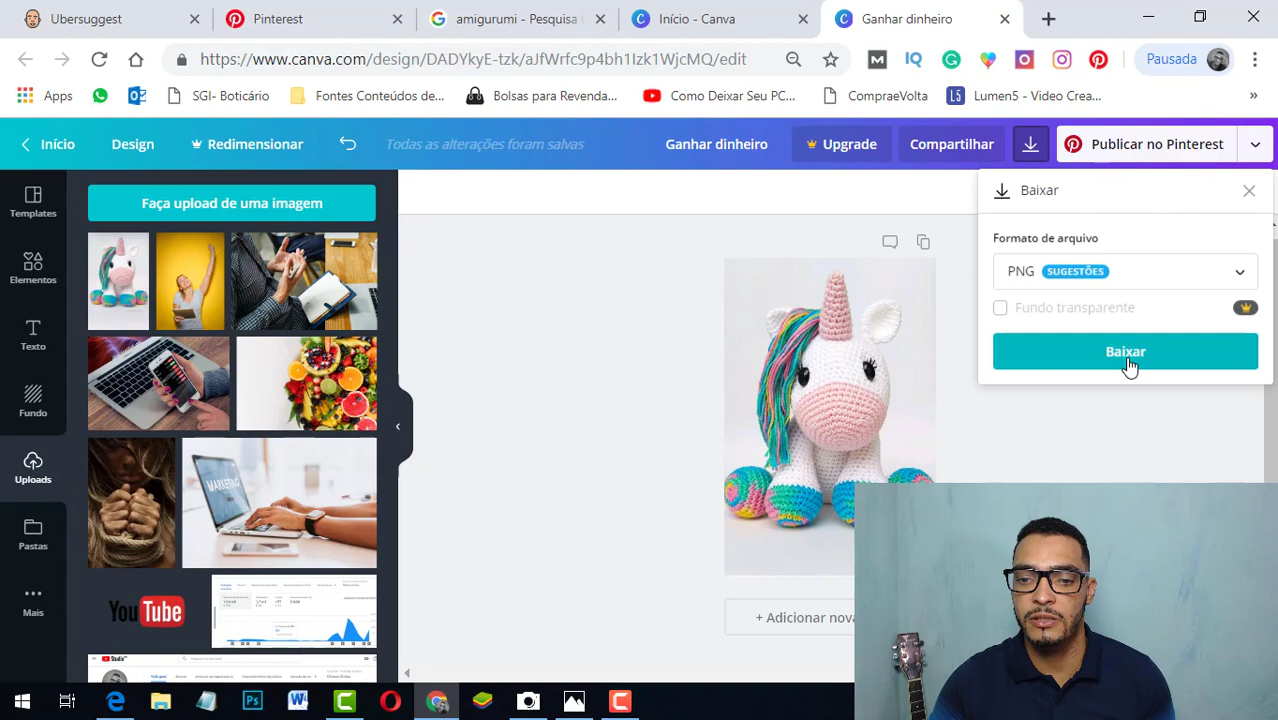 Ubersuggest
Pinterest
amigurumi - Pesquisa
Início - Canva
Ganhar dinheiro
https://www.canva.com/design/DADYkyE-tzk/aJfWrfc9p4bh1Izk1WjcMQ/edit
Pausada
Apps
SGI- Boticário
Fontes Conteúdos de...
Bolsas para Revenda...
Como Deixar Seu PC...
CompraeVolta
Lumen5 - Video Crea...
»
Início
Design
Redimensionar
Todas as alterações foram salvas
Ganhar dinheiro
Upgrade
Compartilhar
Publicar no Pinterest
Templates
Elementos
Texto
Fundo
Uploads
Pastas
Mais
Faça upload de uma imagem
MARKETING
YouTube
Studio
Baixar
Formato de arquivo
PNG SUGESTÕES
Fundo transparente
Baixar
+ Adicionar nova